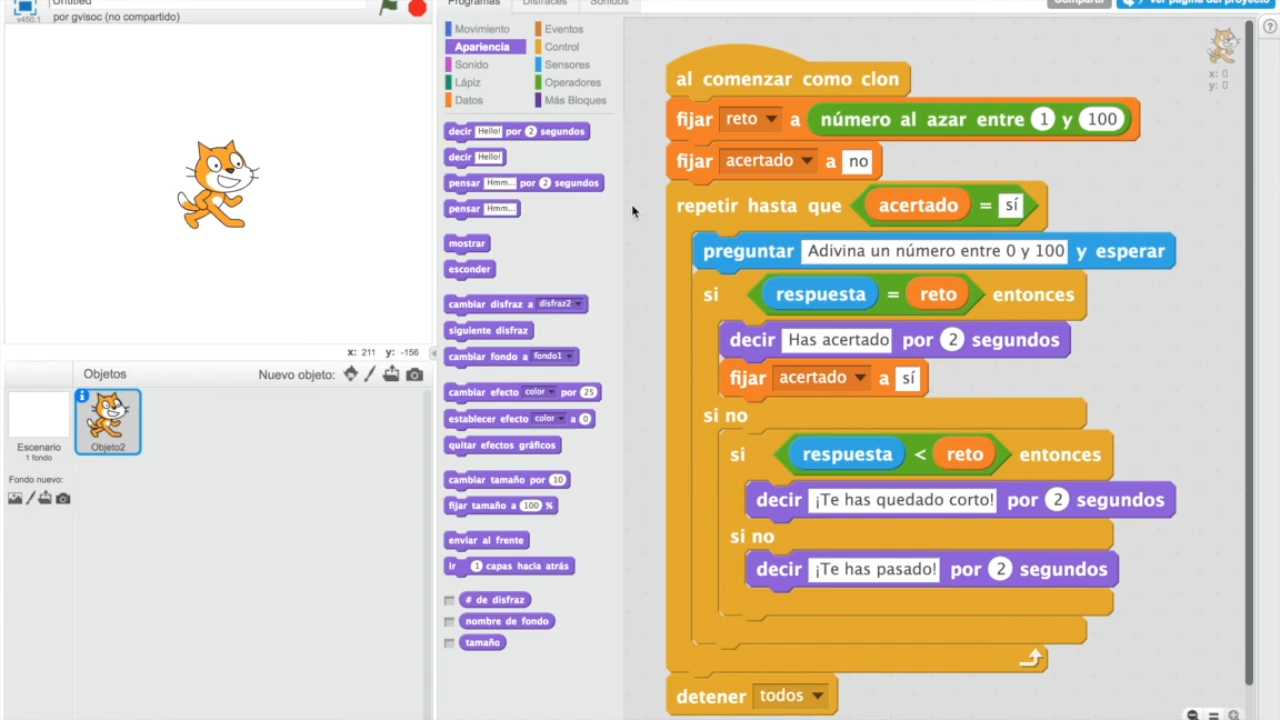 Untitled
por gvisoc (no compartido)
v450.1
Programas
Disfraces
Sonidos
Compartir
Ver página del proyecto
Movimiento
Eventos
Apariencia
Control
Sonido
Sensores
Lápiz
Operadores
Datos
Más Bloques
decir Hello! por 2 segundos
decir Hello!
pensar Hmm... por 2 segundos
pensar Hmm...
mostrar
esconder
cambiar disfraz a disfraz2
siguiente disfraz
cambiar fondo a fondo1
cambiar efecto color por 25
establecer efecto color a 0
quitar efectos gráficos
cambiar tamaño por 10
fijar tamaño a 100 %
enviar al frente
ir 1 capas hacia atrás
# de disfraz
nombre de fondo
tamaño
x: 0
y: 0
al comenzar como clon
fijar reto a número al azar entre 1 y 100
fijar acertado a no
repetir hasta que acertado = sí
preguntar Adivina un número entre 0 y 100 y esperar
si respuesta = reto entonces
decir Has acertado por 2 segundos
fijar acertado a sí
si no
si respuesta < reto entonces
decir ¡Te has quedado corto! por 2 segundos
si no
decir ¡Te has pasado! por 2 segundos
detener todos
x: 211 y: -156
Objetos
Nuevo objeto:
Escenario
1 fondo
Objeto2
Fondo nuevo: